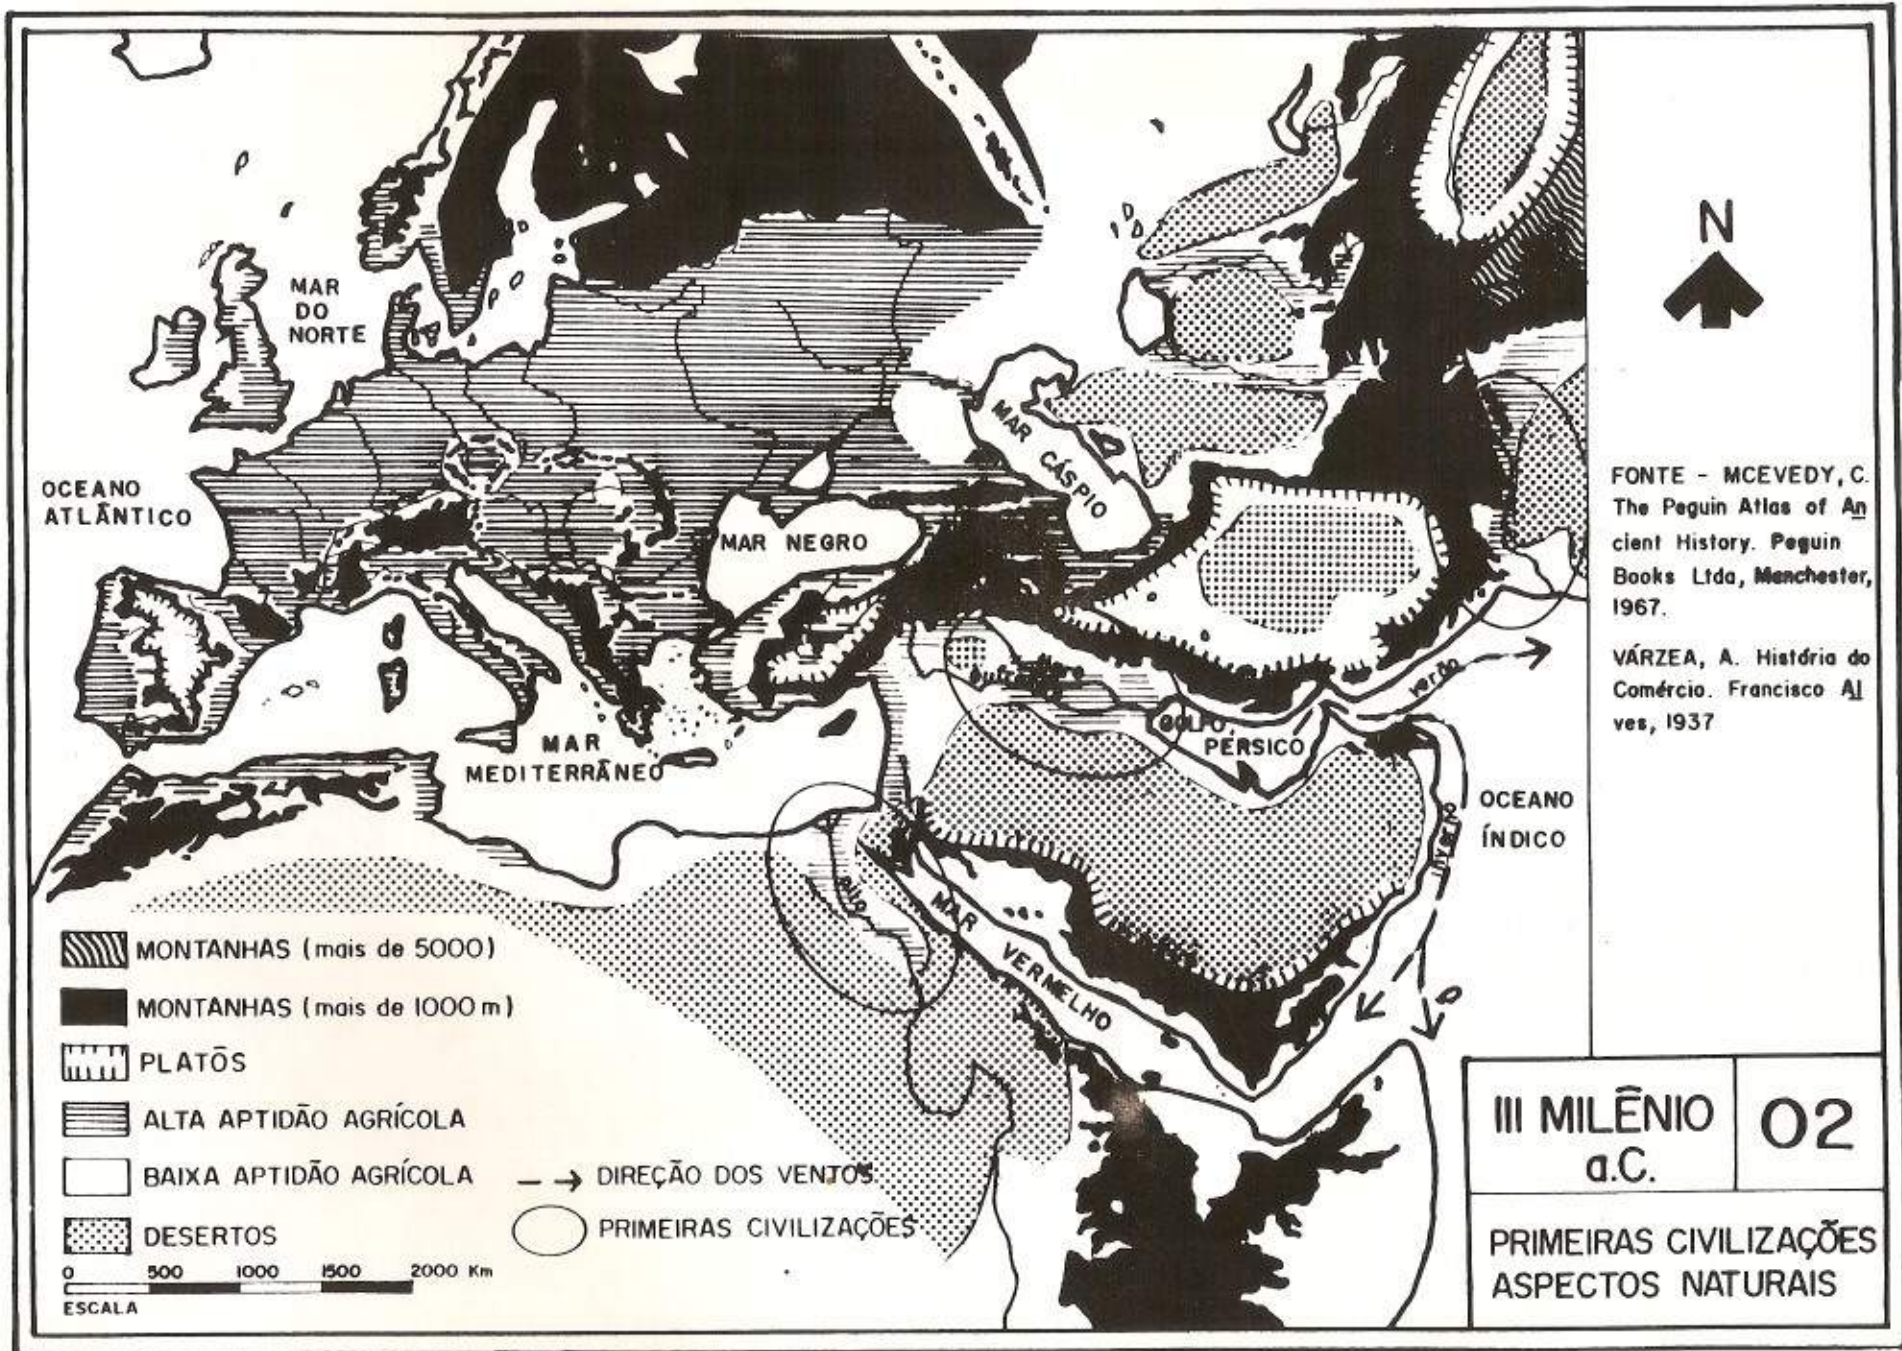 MAR
DO
NORTE
OCEANO
ATLÂNTICO
MAR CÁSPIO
MAR NEGRO
MAR
MEDITERRÂNEO
GOLFO
PÉRSICO
verão
OCEANO
ÍNDICO
nilo
MAR VERMELHO
N
FONTE - MCEVEDY, C.
The Peguin Atlas of An
cient History. Peguin
Books Ltda, Manchester,
1967.
VÁRZEA, A. História do
Comércio. Francisco Al
ves, 1937
MONTANHAS (mais de 5000)
MONTANHAS (mais de 1000 m)
PLATÔS
ALTA APTIDÃO AGRÍCOLA
BAIXA APTIDÃO AGRÍCOLA
DESERTOS
DIREÇÃO DOS VENTOS
PRIMEIRAS CIVILIZAÇÕES
0 500 1000 1500 2000 Km
ESCALA
III MILÊNIO
a.C.
02
PRIMEIRAS CIVILIZAÇÕES
ASPECTOS NATURAIS